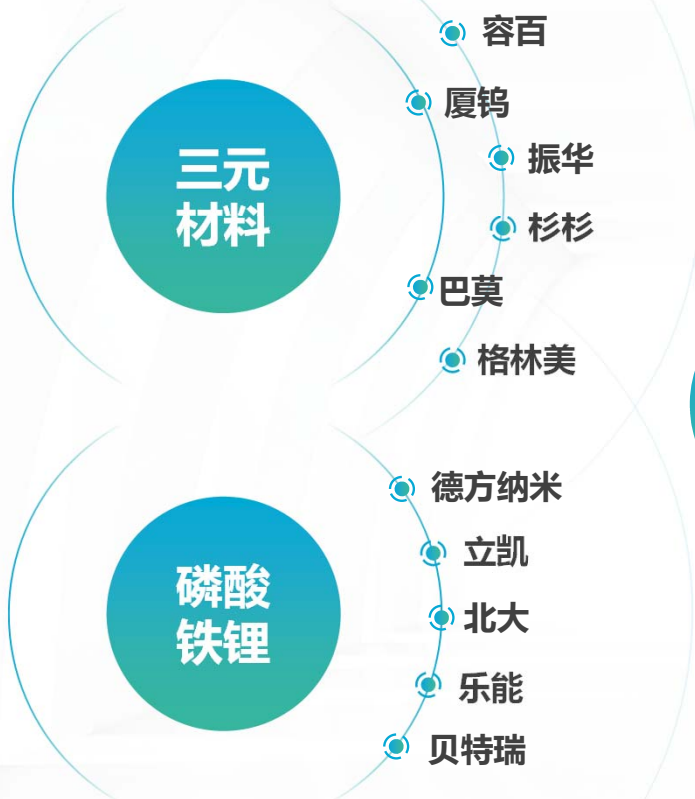 三元
材料
容百
厦钨
振华
杉杉
巴莫
格林美
磷酸
铁锂
德方纳米
立凯
北大
乐能
贝特瑞